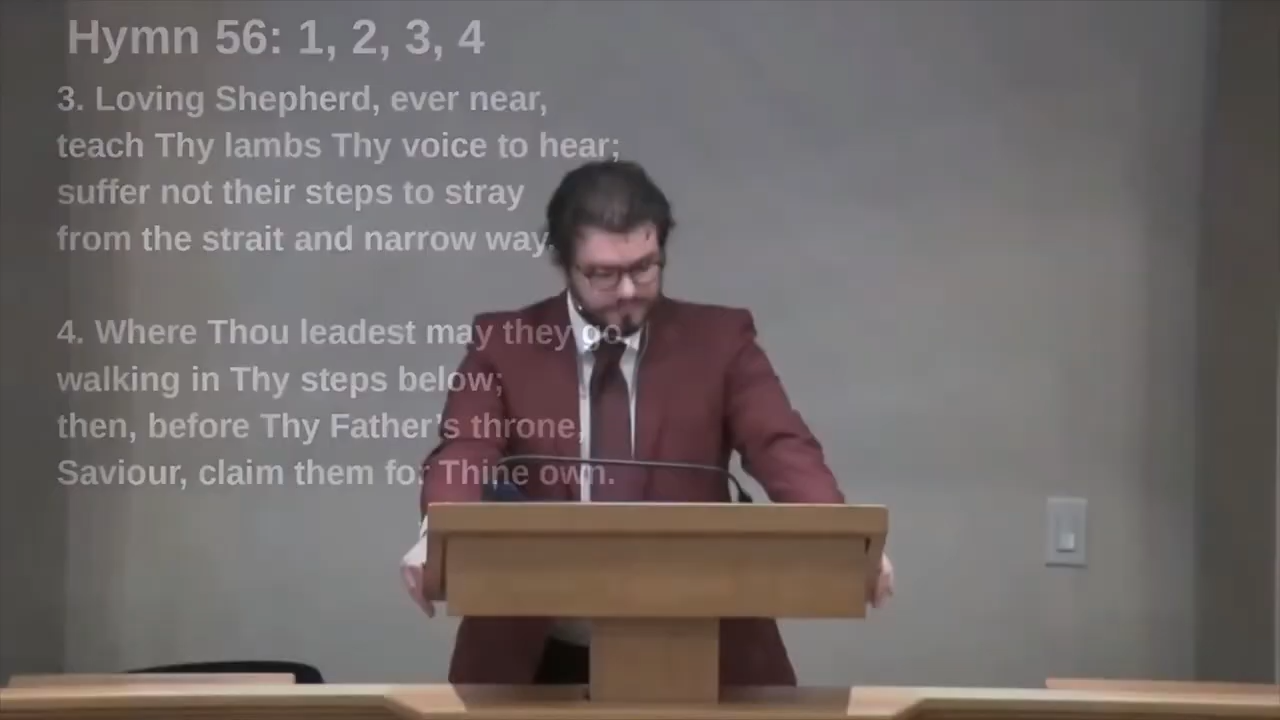 Hymn 56: 1, 2, 3, 4
3. Loving Shepherd, ever near,
teach Thy lambs Thy voice to hear;
suffer not their steps to stray
from the strait and narrow way.
4. Where Thou leadest may they go,
walking in Thy steps below;
then, before Thy Father's throne,
Saviour, claim them for Thine own.